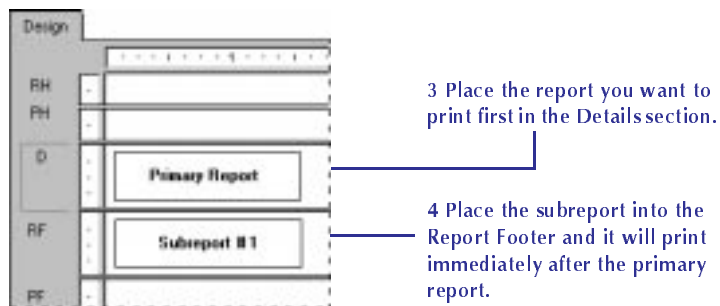 Design
RH
PH
D
Primary Report
RF
Subreport #1
PF
3 Place the report you want to
print first in the Details section.
4 Place the subreport into the
Report Footer and it will print
immediately after the primary
report.